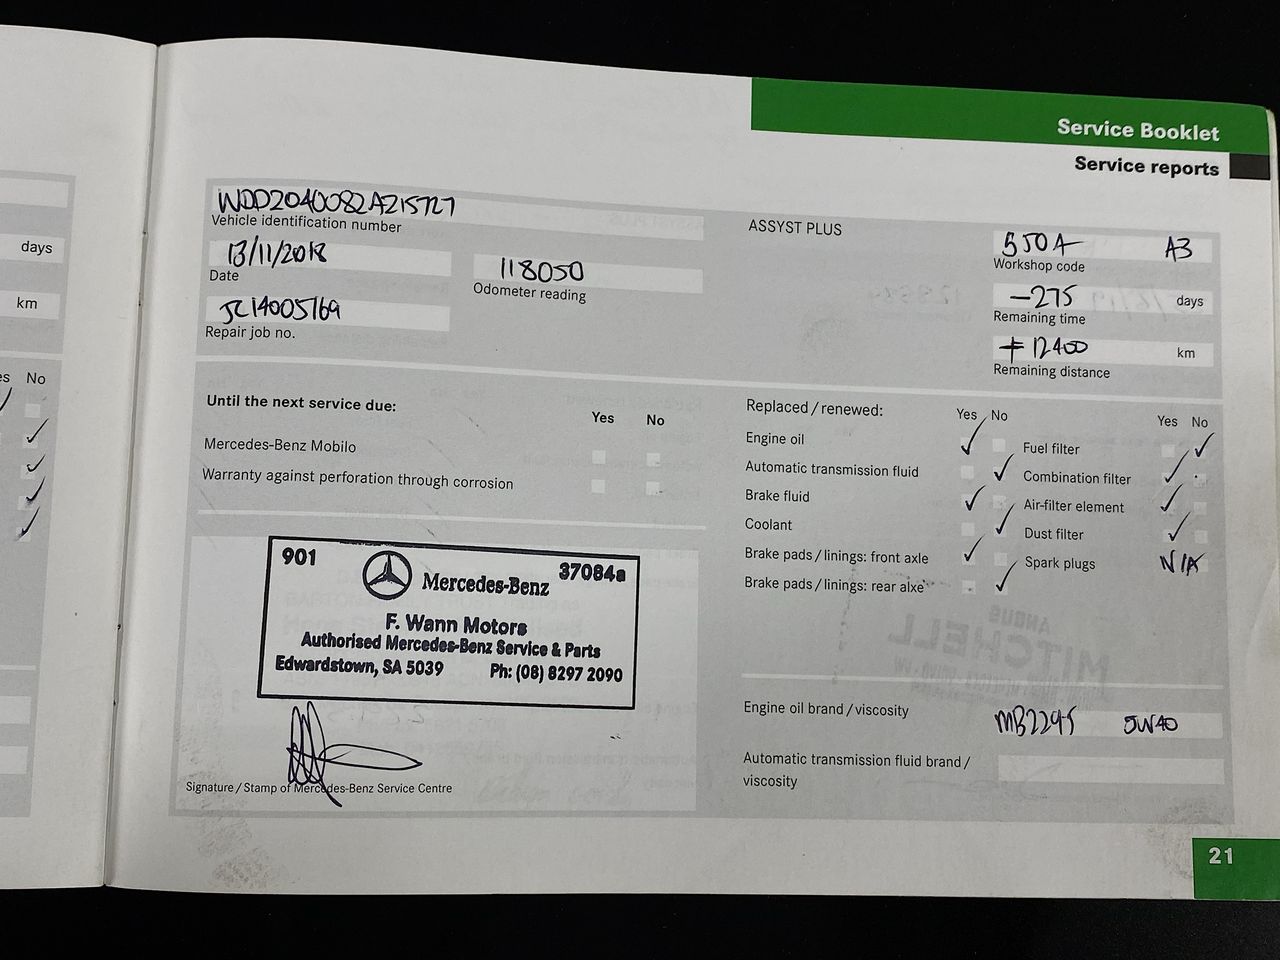 days
km
es No
Service Booklet
Service reports
WDD2040082A215727
Vehicle identification number
13/11/2018
Date
118050
Odometer reading
JC14005169
Repair job no.
ASSYST PLUS
550A A3
Workshop code
-275 days
Remaining time
+12400 km
Remaining distance
Until the next service due: Yes No
Mercedes-Benz Mobilo
Warranty against perforation through corrosion
Replaced / renewed: Yes No Yes No
Engine oil
Automatic transmission fluid
Brake fluid
Coolant
Brake pads / linings: front axle
Brake pads / linings: rear alxe
Fuel filter
Combination filter
Air-filter element
Dust filter
Spark plugs N/A
901 Mercedes-Benz 37084a
F. Wann Motors
Authorised Mercedes-Benz Service & Parts
Edwardstown, SA 5039 Ph: (08) 8297 2090
Signature / Stamp of Mercedes-Benz Service Centre
Engine oil brand / viscosity MB229.5 5W40
Automatic transmission fluid brand /
viscosity
21